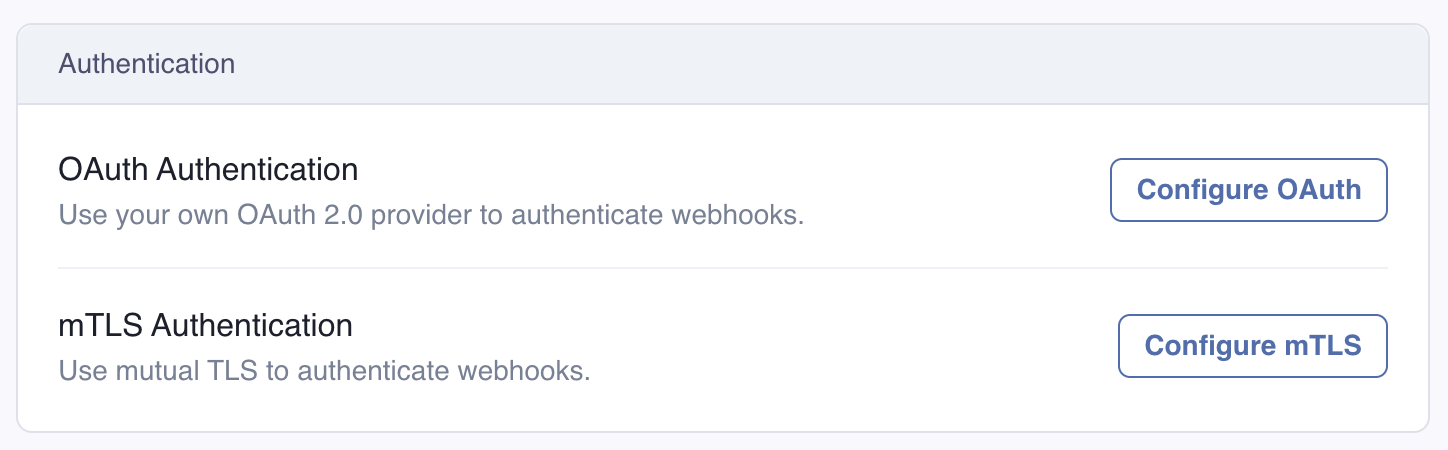 Authentication
OAuth Authentication
Configure OAuth
Use your own OAuth 2.0 provider to authenticate webhooks.
mTLS Authentication
Configure mTLS
Use mutual TLS to authenticate webhooks.